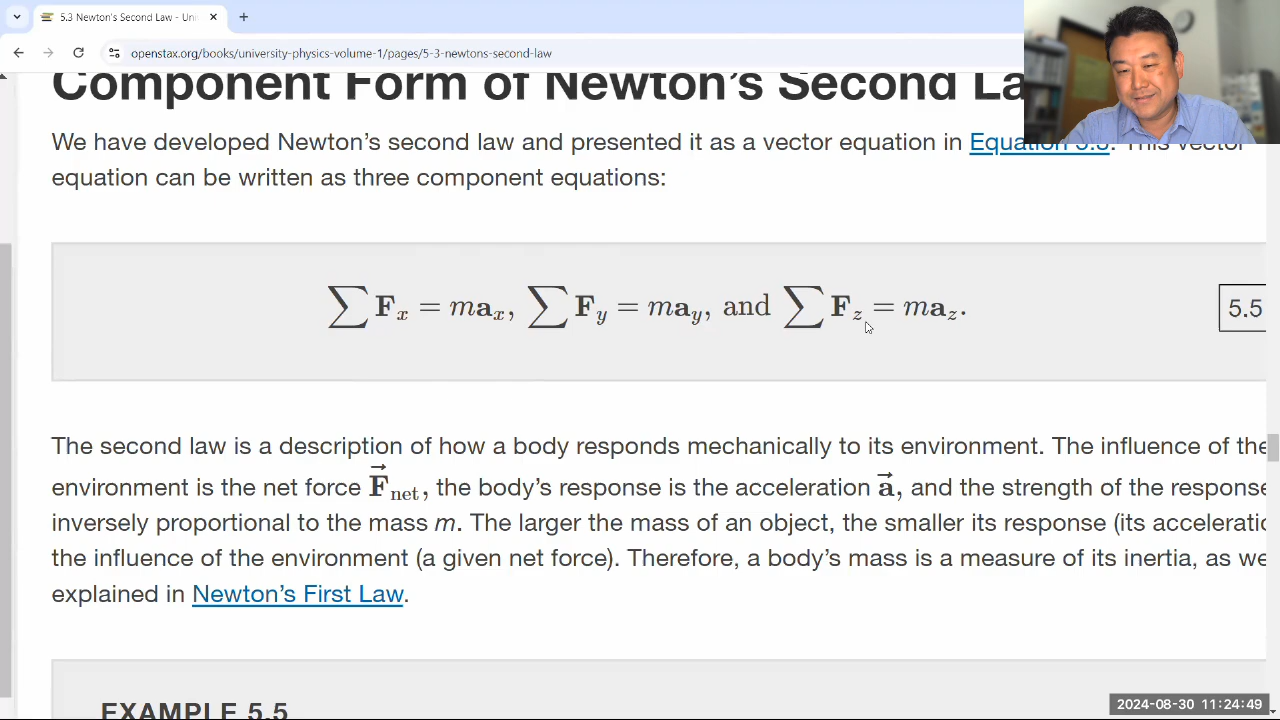 5.3 Newton's Second Law - Uni
openstax.org/books/university-physics-volume-1/pages/5-3-newtons-second-law
Component Form of Newton's Second La
We have developed Newton's second law and presented it as a vector equation in Equation 5.5. This vector
equation can be written as three component equations:
∑ F_x = ma_x, ∑ F_y = ma_y, and ∑ F_z = ma_z.
5.5
The second law is a description of how a body responds mechanically to its environment. The influence of the
environment is the net force F⃗_net, the body's response is the acceleration a⃗, and the strength of the response
inversely proportional to the mass m. The larger the mass of an object, the smaller its response (its acceleratio
the influence of the environment (a given net force). Therefore, a body's mass is a measure of its inertia, as we
explained in Newton's First Law.
EXAMPLE 5.5
2024-08-30 11:24:49